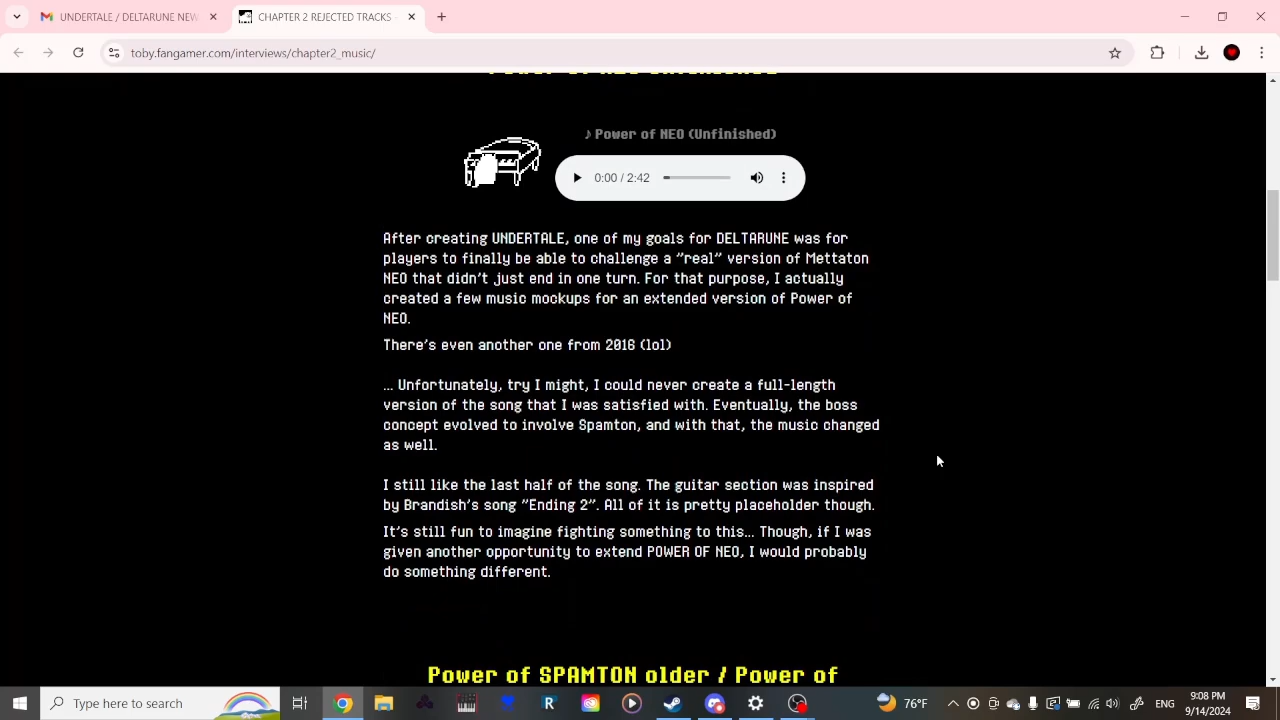 UNDERTALE / DELTARUNE NEW
CHAPTER 2 REJECTED TRACKS -
toby.fangamer.com/interviews/chapter2_music/
♪ Power of NEO (Unfinished)
0:00 / 2:42
After creating UNDERTALE, one of my goals for DELTARUNE was for
players to finally be able to challenge a "real" version of Mettaton
NEO that didn't just end in one turn. For that purpose, I actually
created a few music mockups for an extended version of Power of
NEO.
There's even another one from 2016 (lol)
... Unfortunately, try I might, I could never create a full-length
version of the song that I was satisfied with. Eventually, the boss
concept evolved to involve Spamton, and with that, the music changed
as well.
I still like the last half of the song. The guitar section was inspired
by Brandish's song "Ending 2". All of it is pretty placeholder though.
It's still fun to imagine fighting something to this... Though, if I was
given another opportunity to extend POWER OF NEO, I would probably
do something different.
Power of SPAMTON older / Power of
Type here to search
76°F
ENG
9:08 PM
9/14/2024